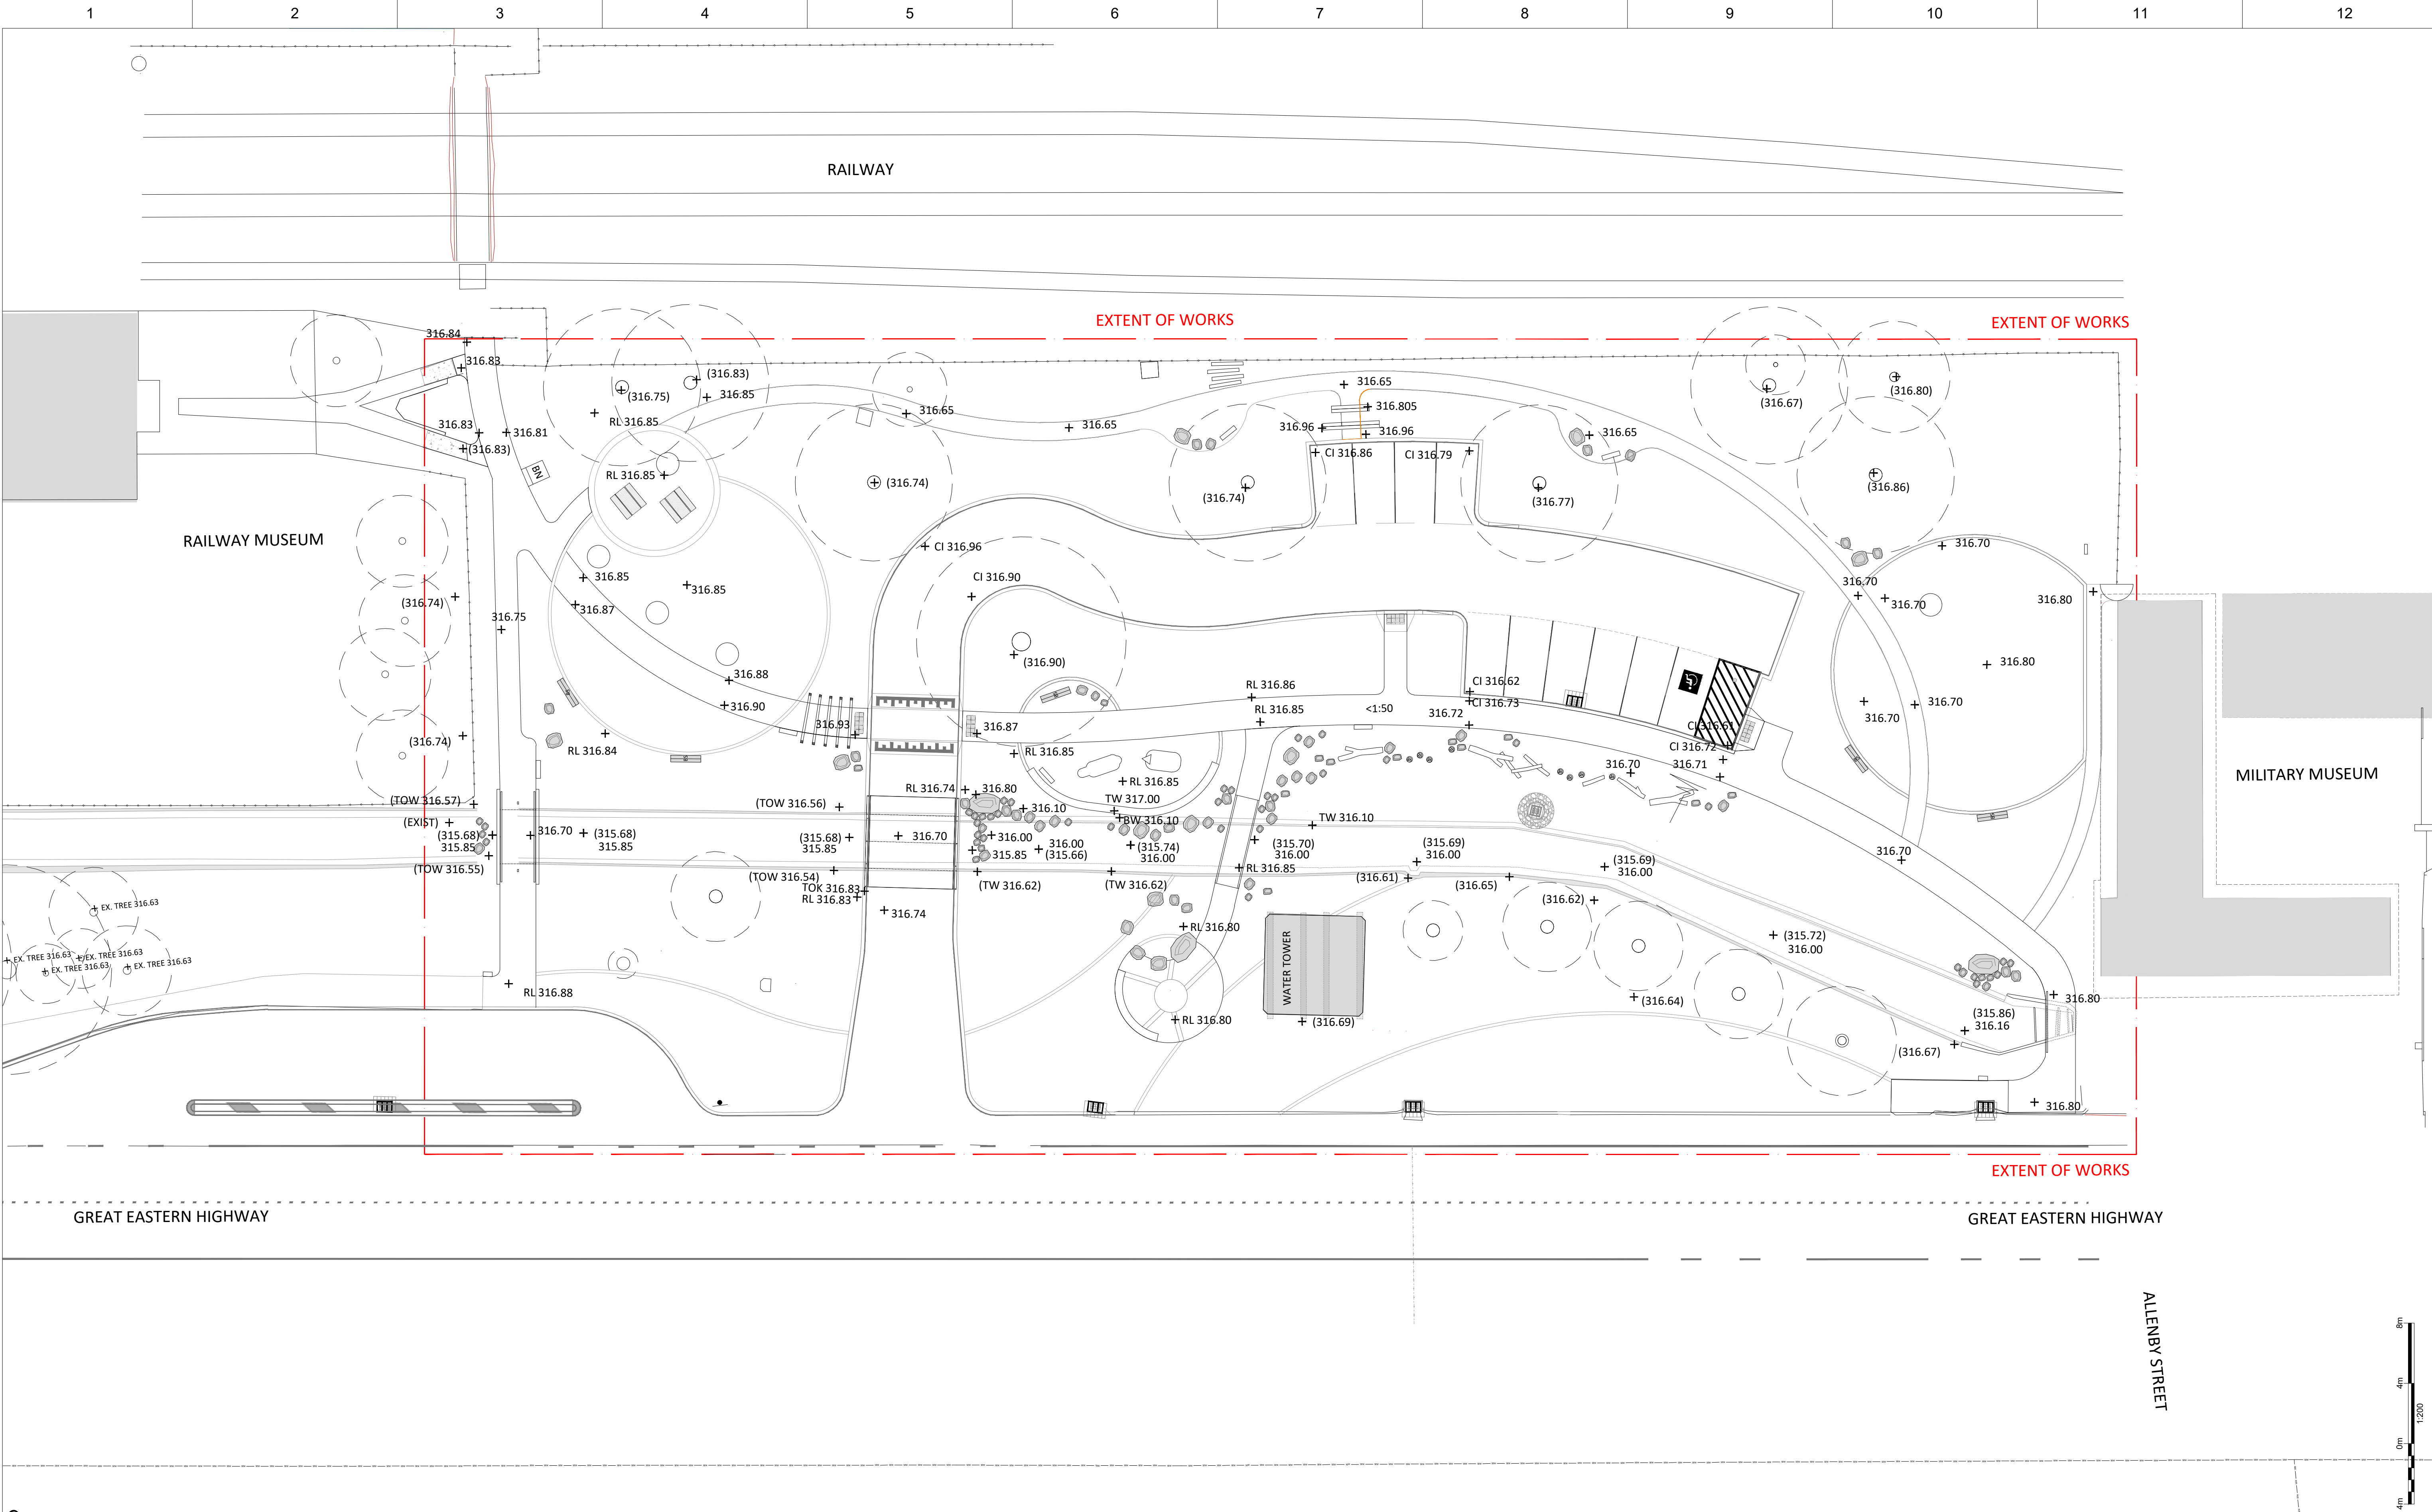 1 2 3 4 5 6 7 8 9 10 11 12
RAILWAY
EXTENT OF WORKS
EXTENT OF WORKS
316.84
316.83
(316.83)
(316.75)
316.85
RL 316.85
316.65
316.65
316.65
316.805
316.96
316.96
(316.67)
(316.80)
316.83
316.81
(316.83)
BN
RL 316.85
316.65
CI 316.86
CI 316.79
(316.74)
(316.74)
(316.77)
(316.86)
RAILWAY MUSEUM
CI 316.96
316.70
CI 316.90
316.85
316.85
316.87
(316.74)
316.75
316.70
316.70
316.80
(316.90)
316.80
316.88
316.90
RL 316.86
RL 316.85
<1:50
CI 316.62
CI 316.73
316.72
316.70
316.70
316.93
316.87
CI 316.61
CI 316.72
(316.74)
RL 316.84
RL 316.85
316.70
316.71
MILITARY MUSEUM
RL 316.74
316.80
RL 316.85
(TOW 316.57)
(TOW 316.56)
316.10
TW 317.00
BW 316.10
TW 316.10
(EXIST)
(315.68)
315.85
316.70
(315.68)
315.85
(315.68)
315.85
316.70
316.00
315.85
316.00
(315.66)
(315.74)
316.00
(315.70)
316.00
(315.69)
316.00
(315.69)
316.00
316.70
(TOW 316.55)
(TOW 316.54)
TOK 316.83
RL 316.83
(TW 316.62)
(TW 316.62)
RL 316.85
(316.61)
(316.65)
(316.62)
316.74
EX. TREE 316.63
EX. TREE 316.63
EX. TREE 316.63
EX. TREE 316.63
EX. TREE 316.63
RL 316.80
WATER TOWER
(315.72)
316.00
RL 316.88
RL 316.80
(316.69)
(316.64)
316.80
(315.86)
316.16
(316.67)
316.80
EXTENT OF WORKS
GREAT EASTERN HIGHWAY
GREAT EASTERN HIGHWAY
ALLENBY STREET
8m
4m
0m
4m
1:200